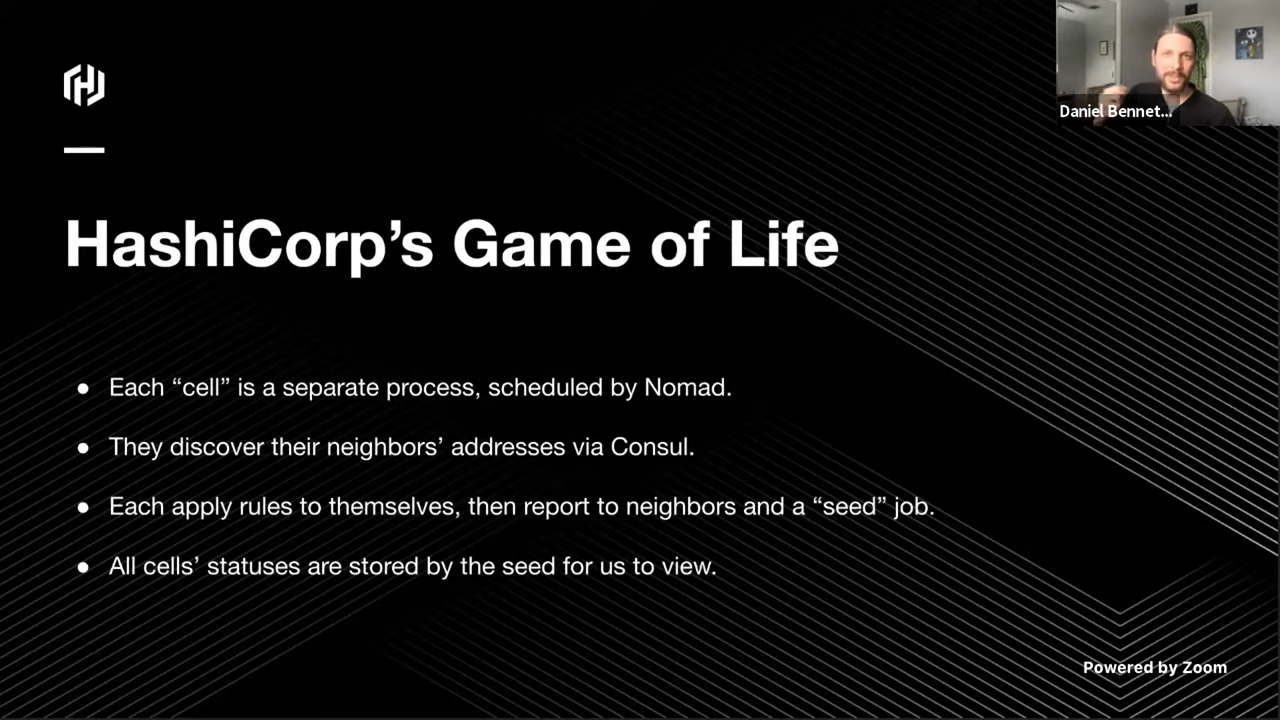 Daniel Bennet...
HashiCorp’s Game of Life
● Each “cell” is a separate process, scheduled by Nomad.
● They discover their neighbors’ addresses via Consul.
● Each apply rules to themselves, then report to neighbors and a “seed” job.
● All cells’ statuses are stored by the seed for us to view.
Powered by Zoom